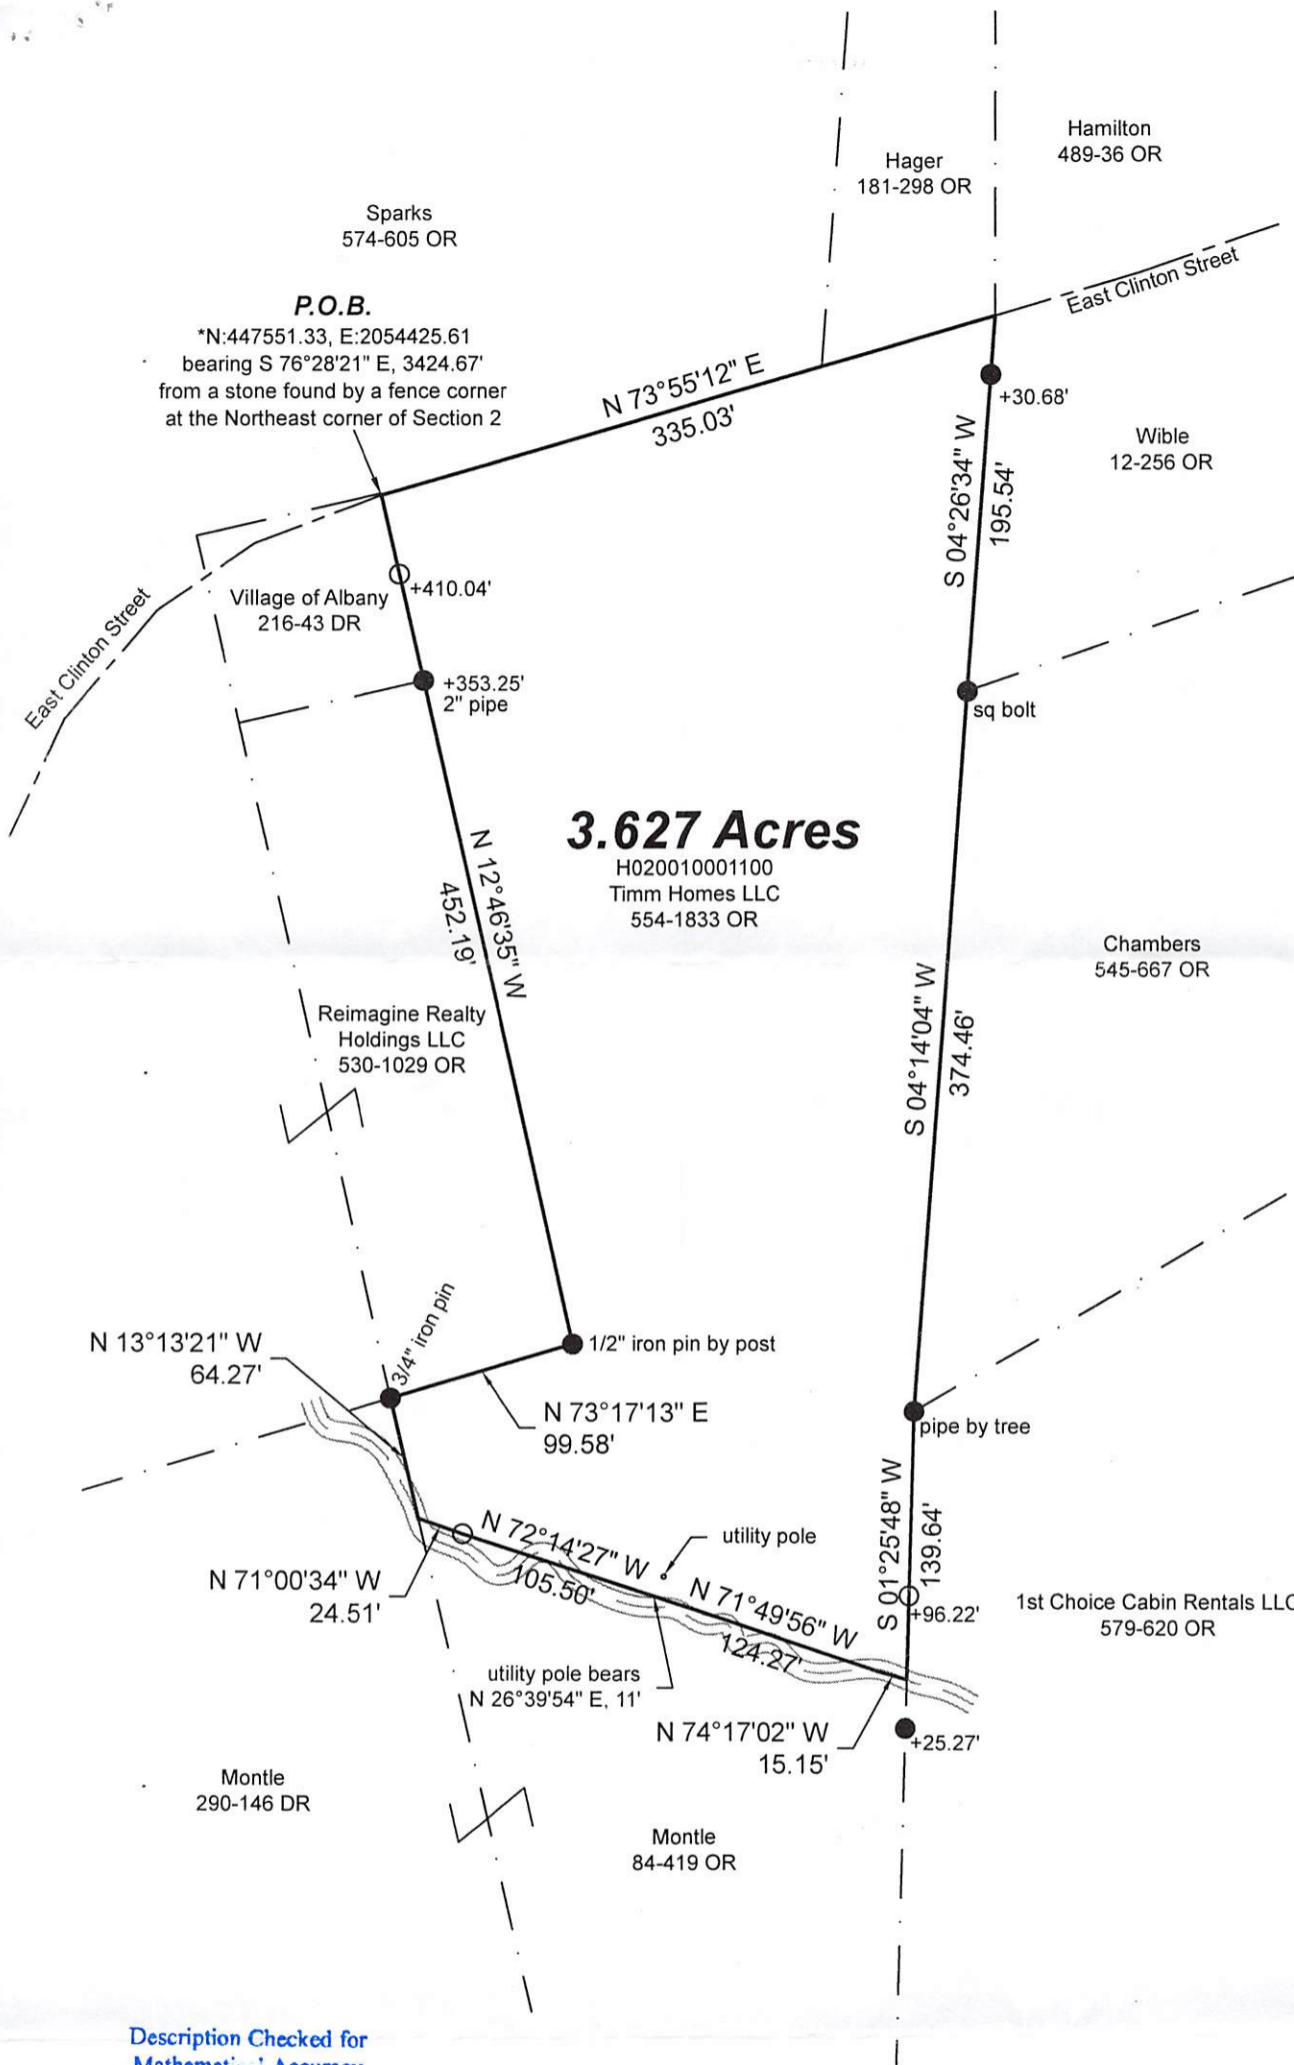 Hamilton
489-36 OR
Hager
181-298 OR
Sparks
574-605 OR
East Clinton Street
P.O.B.
*N:447551.33, E:2054425.61
bearing S 76°28'21" E, 3424.67'
from a stone found by a fence corner
at the Northeast corner of Section 2
N 73°55'12" E
335.03'
+30.68'
Wible
12-256 OR
S 04°26'34" W
195.54'
+410.04'
Village of Albany
216-43 DR
East Clinton Street
+353.25'
2" pipe
sq bolt
3.627 Acres
H020010001100
Timm Homes LLC
554-1833 OR
N 12°46'35" W
452.19'
Chambers
545-667 OR
S 04°14'04" W
374.46'
Reimagine Realty
Holdings LLC
530-1029 OR
3/4" iron pin
N 13°13'21" W
64.27'
1/2" iron pin by post
N 73°17'13" E
99.58'
pipe by tree
N 72°14'27" W
105.50'
utility pole
S 01°25'48" W
139.64'
N 71°00'34" W
24.51'
N 71°49'56" W
124.27'
+96.22'
1st Choice Cabin Rentals LLC
579-620 OR
utility pole bears
N 26°39'54" E, 11'
N 74°17'02" W
15.15'
+25.27'
Montle
290-146 DR
Montle
84-419 OR
Description Checked for
Mathematical Accuracy